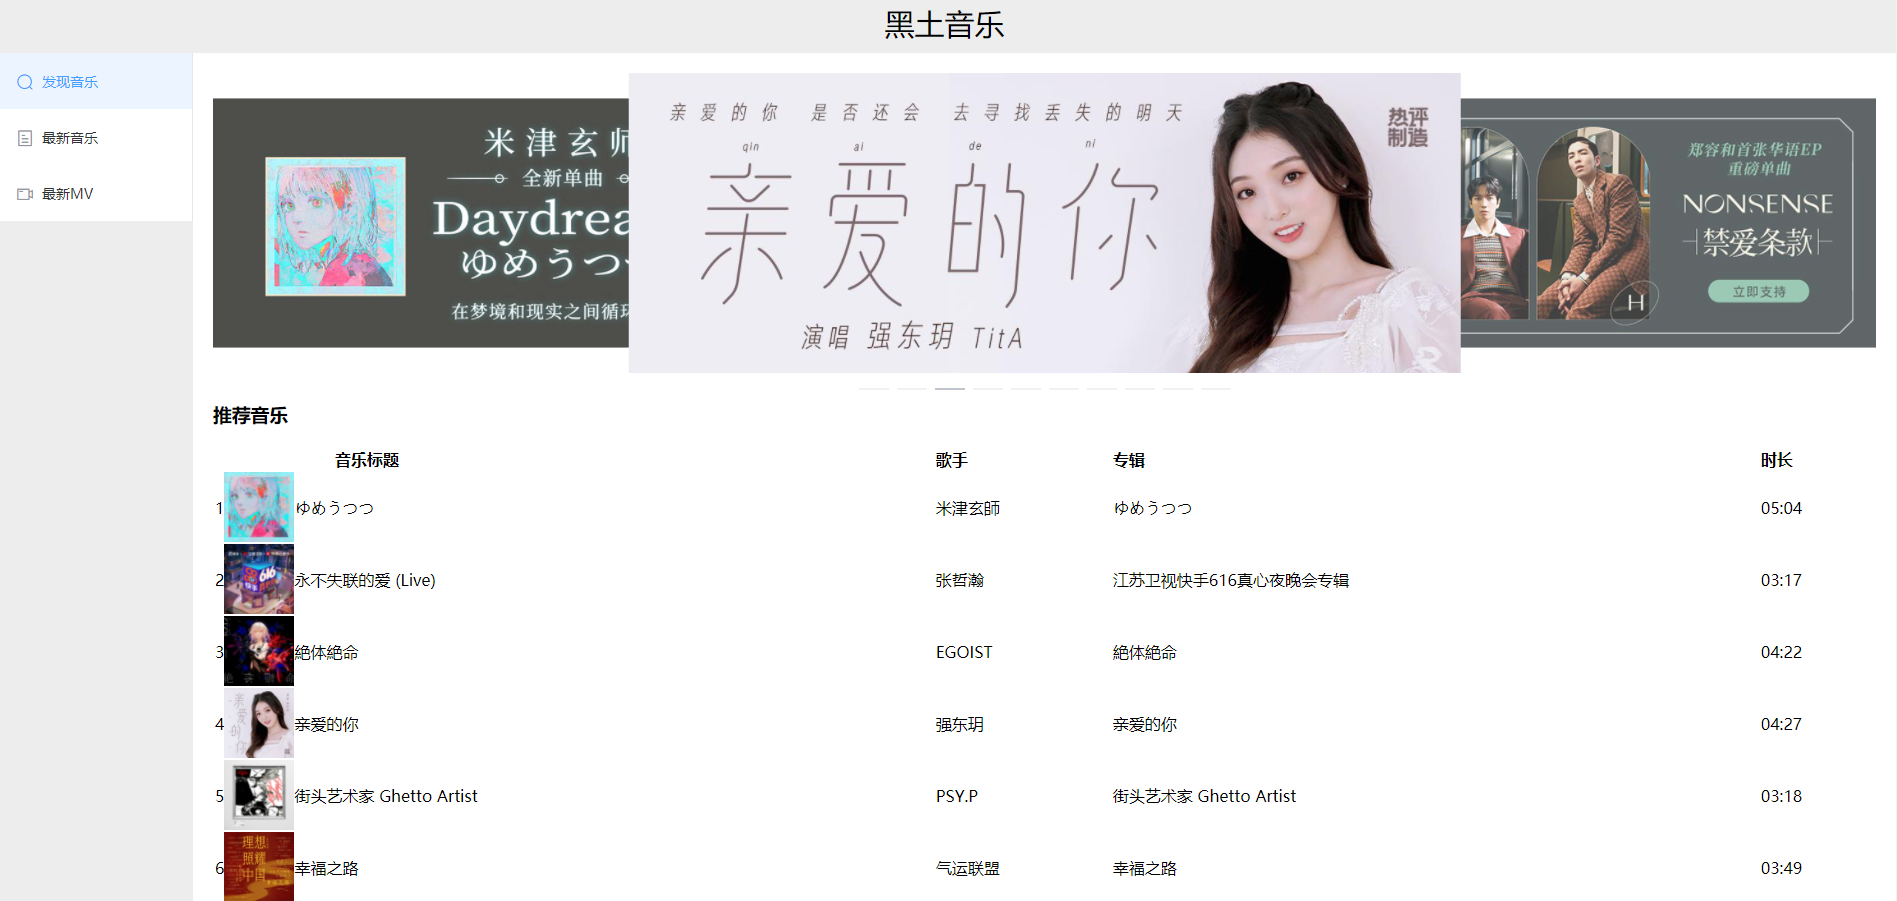 黑土音乐
发现音乐
最新音乐
最新MV
米津玄师
全新单曲
Daydrea
ゆめうつ
在梦境和现实之间循环
亲爱的你 是否还会 去寻找丢失的明天
qin ai de ni
亲爱的你
演唱 强东玥 TitA
热评
制造
郑容和首张华语EP
重磅单曲
NONSENSE
禁爱条款
立即支持
H
推荐音乐
音乐标题 歌手 专辑 时长
1 ゆめうつつ 米津玄師 ゆめうつつ 05:04
2 永不失联的爱 (Live) 张哲瀚 江苏卫视快手616真心夜晚会专辑 03:17
3 絶体絶命 EGOIST 絶体絶命 04:22
4 亲爱的你 强东玥 亲爱的你 04:27
5 街头艺术家 Ghetto Artist PSY.P 街头艺术家 Ghetto Artist 03:18
6 幸福之路 气运联盟 幸福之路 03:49
616
亲爱的你
理想
照耀
中国